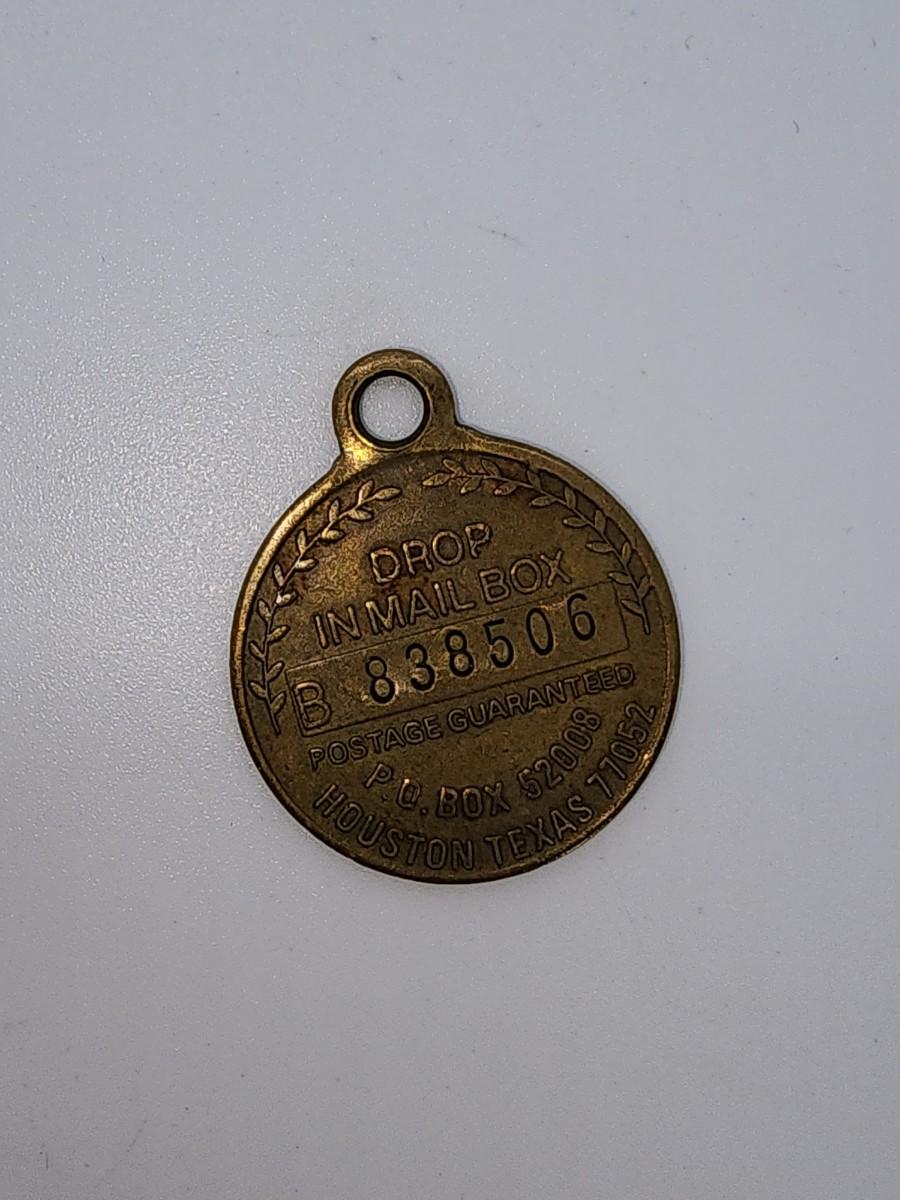 DROP
IN MAIL BOX
B 838506
POSTAGE GUARANTEED
P.O. BOX 52008
HOUSTON TEXAS 77052